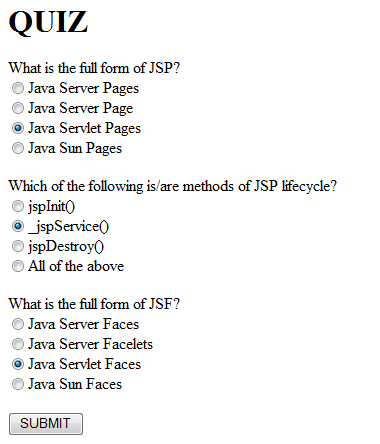 QUIZ
What is the full form of JSP?
Java Server Pages
Java Server Page
Java Servlet Pages
Java Sun Pages
Which of the following is/are methods of JSP lifecycle?
jspInit()
_jspService()
jspDestroy()
All of the above
What is the full form of JSF?
Java Server Faces
Java Server Facelets
Java Servlet Faces
Java Sun Faces
SUBMIT